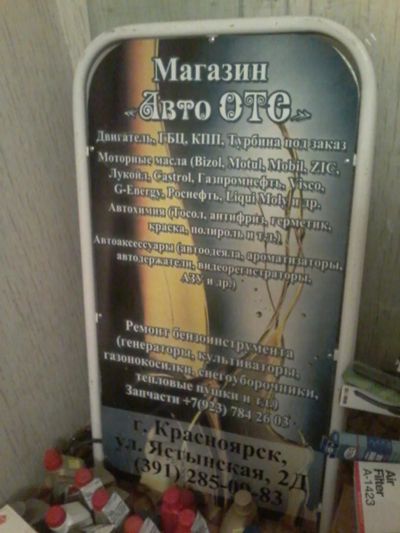 Магазин
«Авто ОТС»
Двигатель, ГБЦ, КПП, Турбина под заказ
Моторные масла (Bizol, Motul, Mobil, ZIC,
Лукойл, Castrol, Газпромнефть, Visco,
G-Energy, Роснефть, Liqui Moly и др.
Автохимия (Тосол, антифриз, герметик,
краска, полироль и т.д.)
Автоаксессуары (автоодеяла, ароматизаторы,
автодержатели, видеорегистраторы,
АЗУ и др.)
Ремонт бензоинструмента
(генераторы, культиваторы,
газонокосилки, снегоуборочники,
тепловые пушки и т.д.)
Запчасти +7(923) 784 26 03
г. Красноярск,
ул. Ястынская, 2Д
(391) 285-09-83
Air
Filter
A-1423